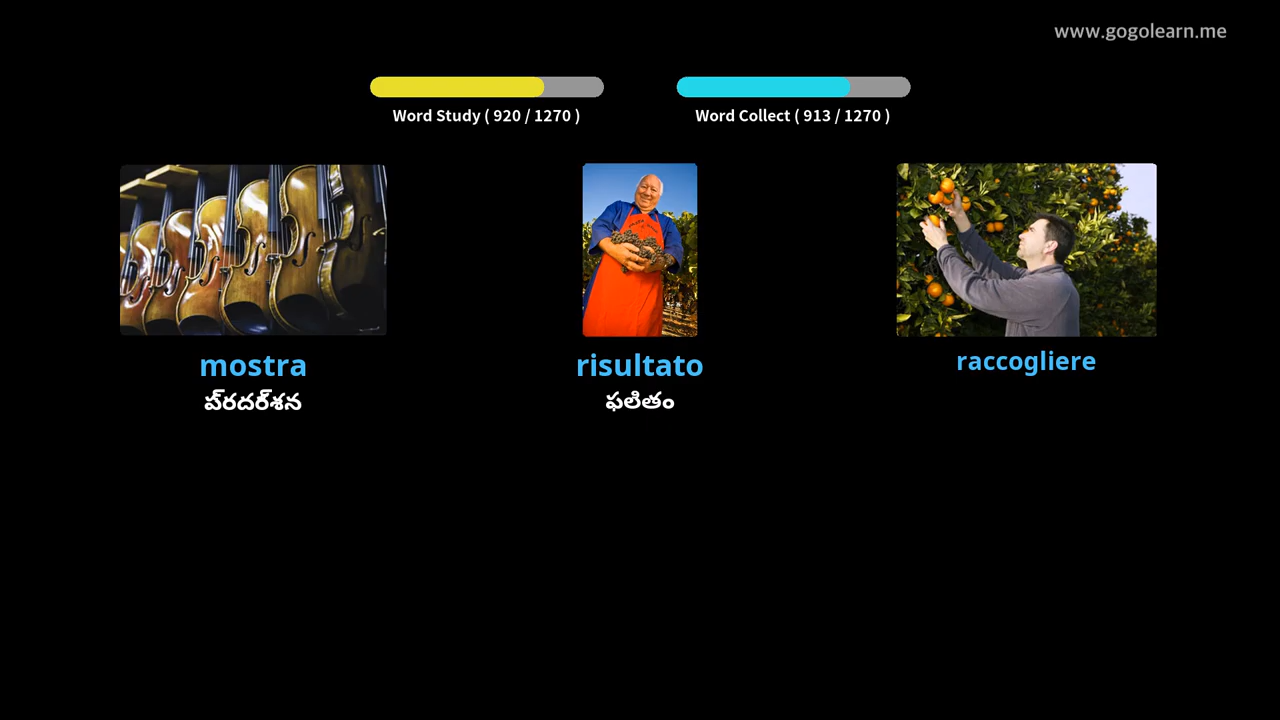 www.gogolearn.me
Word Study ( 920 / 1270 )
Word Collect ( 913 / 1270 )
mostra
ప్రదర్శన
risultato
ఫలితం
raccogliere